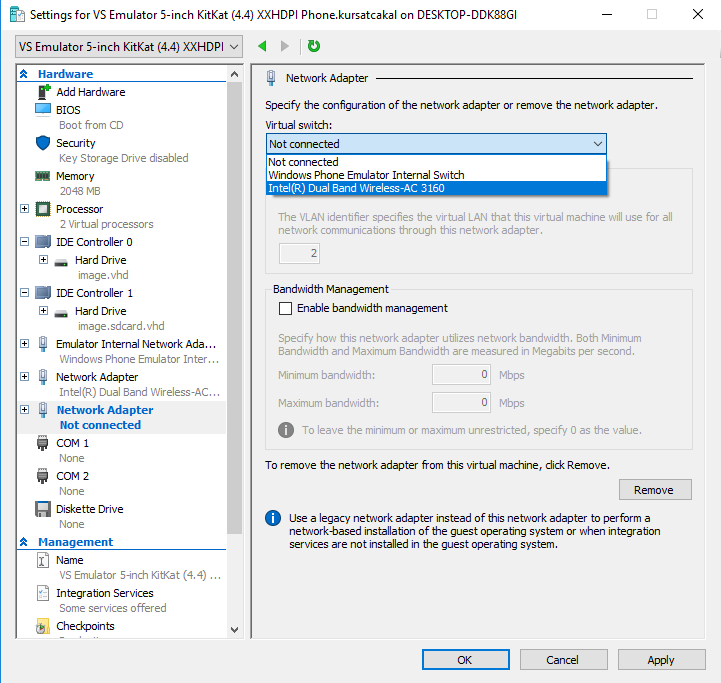 Settings for VS Emulator 5-inch KitKat (4.4) XXHDPI Phone.kursatcakal on DESKTOP-DDK88GI
VS Emulator 5-inch KitKat (4.4) XXHDPI
Hardware
Add Hardware
BIOS
Boot from CD
Security
Key Storage Drive disabled
Memory
2048 MB
Processor
2 Virtual processors
IDE Controller 0
Hard Drive
image.vhd
IDE Controller 1
Hard Drive
image.sdcard.vhd
Emulator Internal Network Ada...
Windows Phone Emulator Inter...
Network Adapter
Intel(R) Dual Band Wireless-AC...
Network Adapter
Not connected
COM 1
None
COM 2
None
Diskette Drive
None
Management
Name
VS Emulator 5-inch KitKat (4.4) ...
Integration Services
Some services offered
Checkpoints
Network Adapter
Specify the configuration of the network adapter or remove the network adapter.
Virtual switch:
Not connected
Not connected
Windows Phone Emulator Internal Switch
Intel(R) Dual Band Wireless-AC 3160
The VLAN identifier specifies the virtual LAN that this virtual machine will use for all
network communications through this network adapter.
2
Bandwidth Management
Enable bandwidth management
Specify how this network adapter utilizes network bandwidth. Both Minimum
Bandwidth and Maximum Bandwidth are measured in Megabits per second.
Minimum bandwidth: 0 Mbps
Maximum bandwidth: 0 Mbps
To leave the minimum or maximum unrestricted, specify 0 as the value.
To remove the network adapter from this virtual machine, click Remove.
Remove
Use a legacy network adapter instead of this network adapter to perform a
network-based installation of the guest operating system or when integration
services are not installed in the guest operating system.
OK Cancel Apply